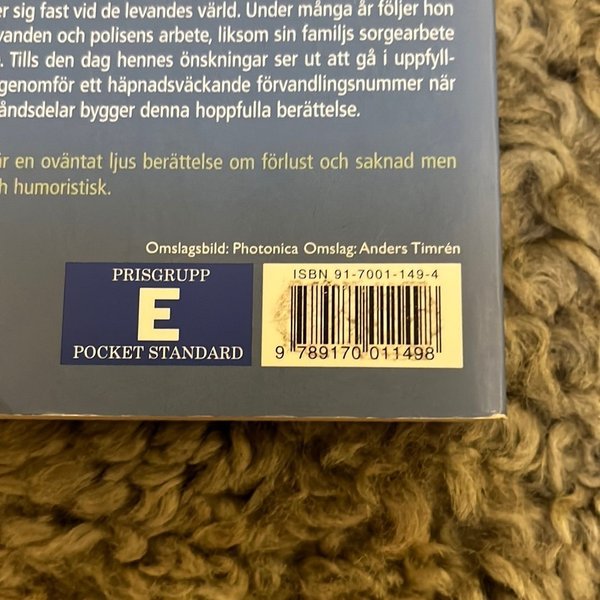 er sig fast vid de levandes värld. Under många år följer hon
vanden och polisens arbete, liksom sin familjs sorgearbete
. Tills den dag hennes önskningar ser ut att gå i uppfyll-
genomför ett häpnadsväckande förvandlingsnummer när
åndsdelar bygger denna hoppfulla berättelse.
är en oväntat ljus berättelse om förlust och saknad men
h humoristisk.
Omslagsbild: Photonica Omslag: Anders Timrén
PRISGRUPP
E
POCKET STANDARD
ISBN 91-7001-149-4
9 789170 011498